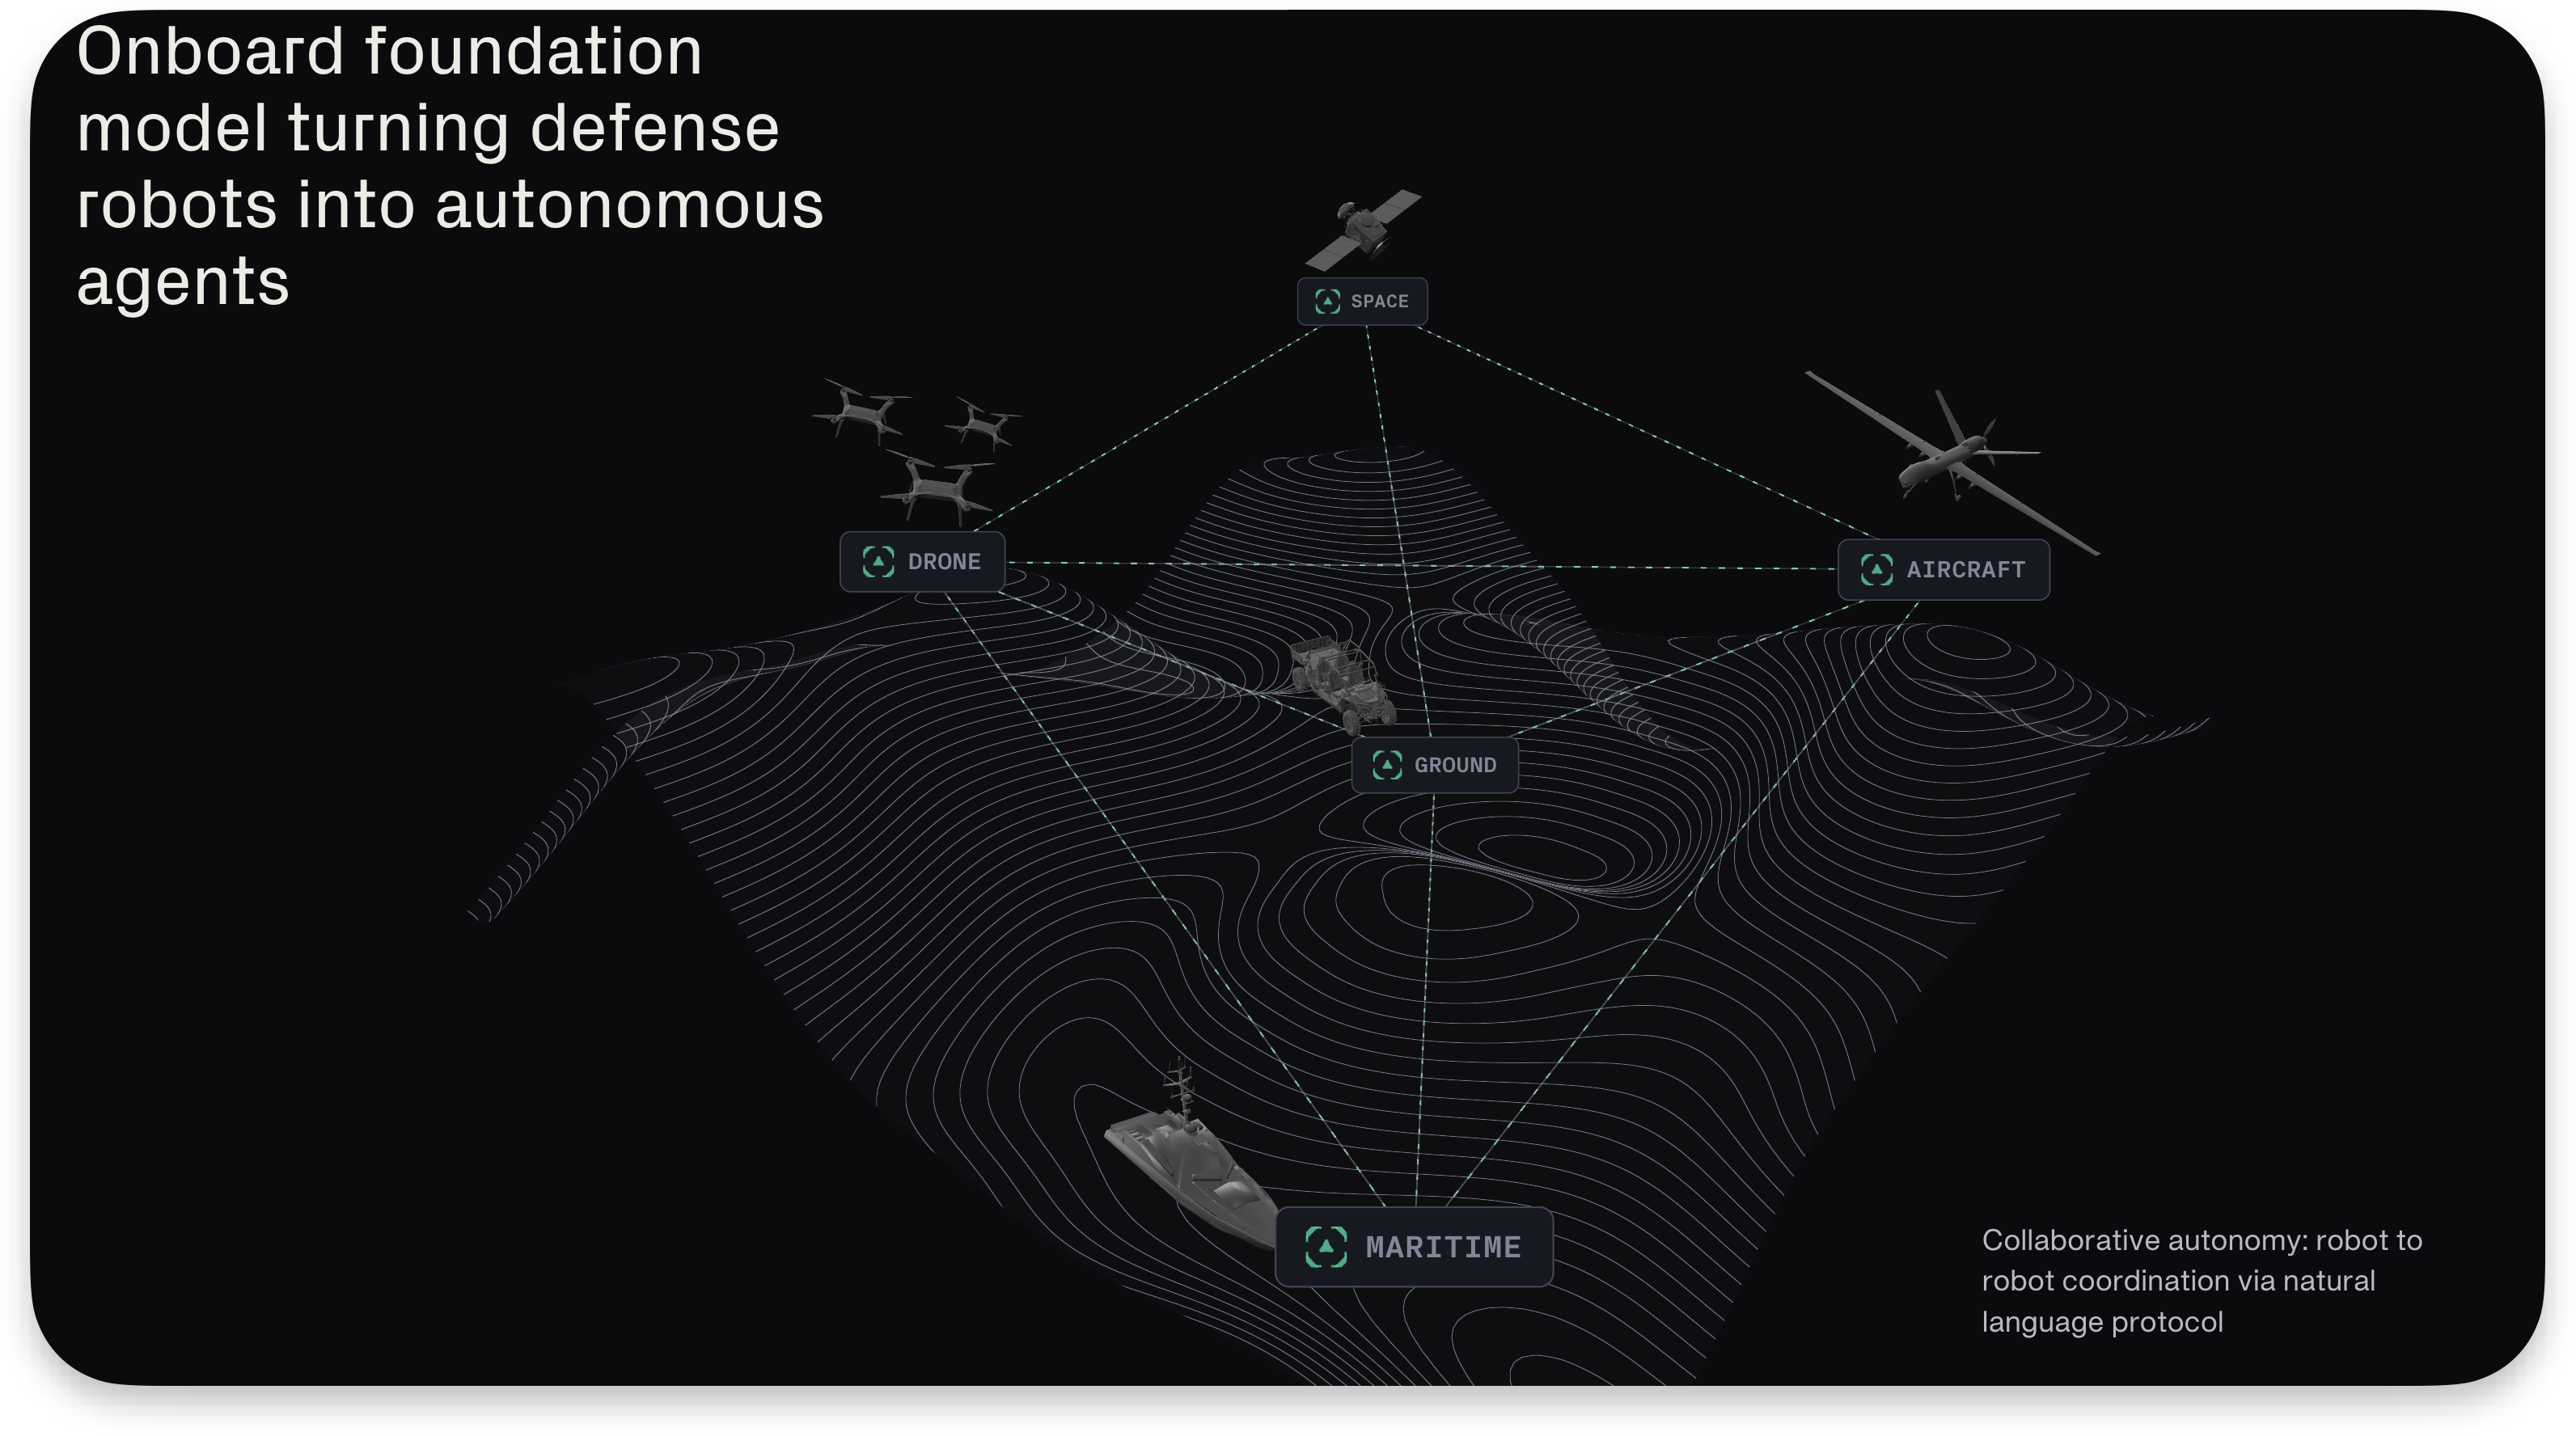 Onboard foundation
model turning defense
robots into autonomous
agents
SPACE
DRONE
AIRCRAFT
GROUND
MARITIME
Collaborative autonomy: robot to
robot coordination via natural
language protocol